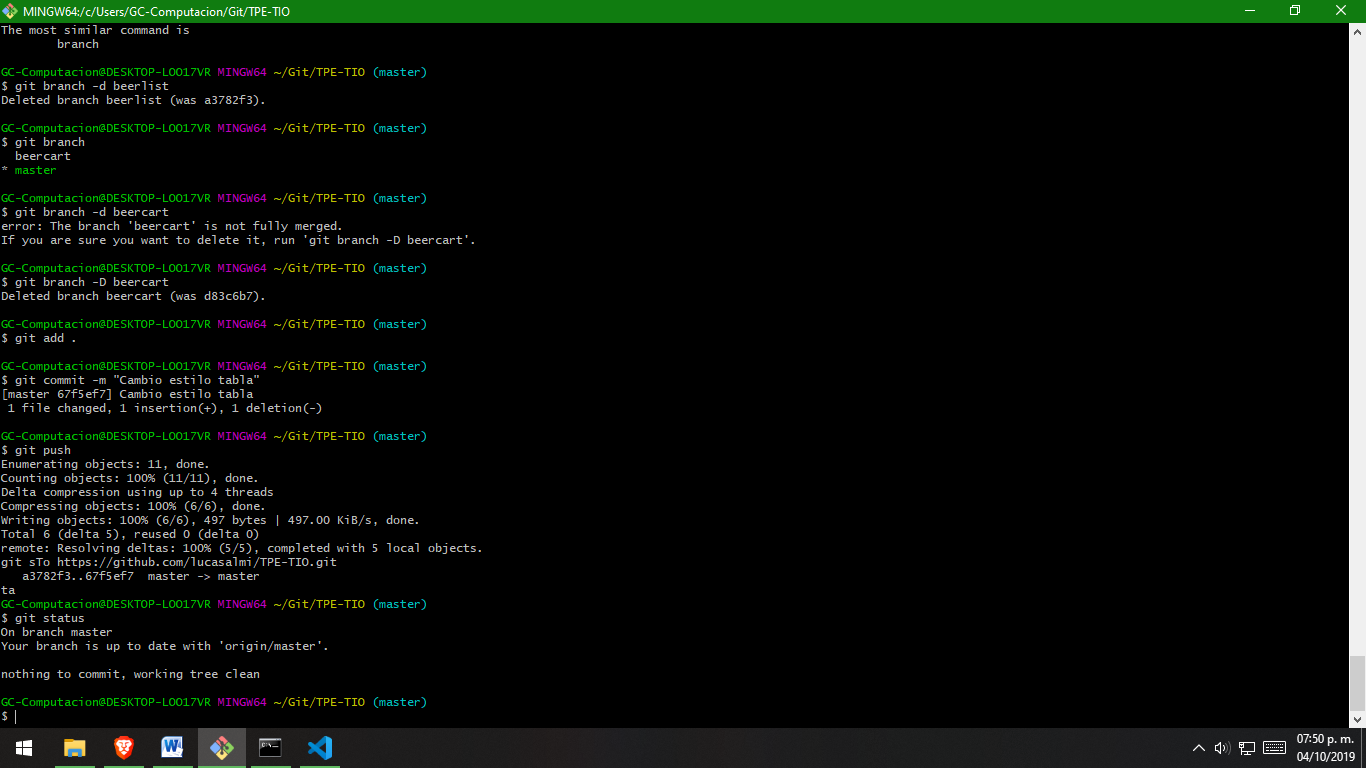 MINGW64:/c/Users/GC-Computacion/Git/TPE-TIO
The most similar command is
branch
GC-Computacion@DESKTOP-LOO17VR MINGW64 ~/Git/TPE-TIO (master)
$ git branch -d beerlist
Deleted branch beerlist (was a3782f3).
GC-Computacion@DESKTOP-LOO17VR MINGW64 ~/Git/TPE-TIO (master)
$ git branch
beercart
* master
GC-Computacion@DESKTOP-LOO17VR MINGW64 ~/Git/TPE-TIO (master)
$ git branch -d beercart
error: The branch 'beercart' is not fully merged.
If you are sure you want to delete it, run 'git branch -D beercart'.
GC-Computacion@DESKTOP-LOO17VR MINGW64 ~/Git/TPE-TIO (master)
$ git branch -D beercart
Deleted branch beercart (was d83c6b7).
GC-Computacion@DESKTOP-LOO17VR MINGW64 ~/Git/TPE-TIO (master)
$ git add .
GC-Computacion@DESKTOP-LOO17VR MINGW64 ~/Git/TPE-TIO (master)
$ git commit -m "Cambio estilo tabla"
[master 67f5ef7] Cambio estilo tabla
1 file changed, 1 insertion(+), 1 deletion(-)
GC-Computacion@DESKTOP-LOO17VR MINGW64 ~/Git/TPE-TIO (master)
$ git push
Enumerating objects: 11, done.
Counting objects: 100% (11/11), done.
Delta compression using up to 4 threads
Compressing objects: 100% (6/6), done.
Writing objects: 100% (6/6), 497 bytes | 497.00 KiB/s, done.
Total 6 (delta 5), reused 0 (delta 0)
remote: Resolving deltas: 100% (5/5), completed with 5 local objects.
git sTo https://github.com/lucasalmi/TPE-TIO.git
a3782f3..67f5ef7  master -> master
ta
GC-Computacion@DESKTOP-LOO17VR MINGW64 ~/Git/TPE-TIO (master)
$ git status
On branch master
Your branch is up to date with 'origin/master'.
nothing to commit, working tree clean
GC-Computacion@DESKTOP-LOO17VR MINGW64 ~/Git/TPE-TIO (master)
$
07:50 p. m.
04/10/2019